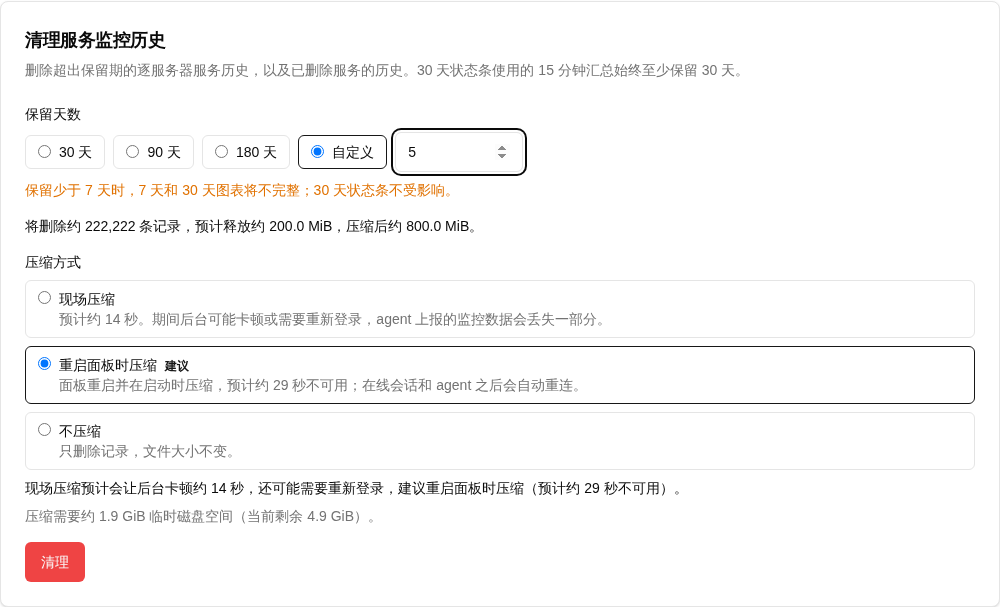 清理服务监控历史
删除超出保留期的逐服务器服务历史，以及已删除服务的历史。30 天状态条使用的 15 分钟汇总始终至少保留 30 天。
保留天数
30 天 90 天 180 天 自定义 5
保留少于 7 天时，7 天和 30 天图表将不完整；30 天状态条不受影响。
将删除约 222,222 条记录，预计释放约 200.0 MiB，压缩后约 800.0 MiB。
压缩方式
现场压缩
预计约 14 秒。期间后台可能卡顿或需要重新登录，agent 上报的监控数据会丢失一部分。
重启面板时压缩 建议
面板重启并在启动时压缩，预计约 29 秒不可用；在线会话和 agent 之后会自动重连。
不压缩
只删除记录，文件大小不变。
现场压缩预计会让后台卡顿约 14 秒，还可能需要重新登录，建议重启面板时压缩（预计约 29 秒不可用）。
压缩需要约 1.9 GiB 临时磁盘空间（当前剩余 4.9 GiB）。
清理